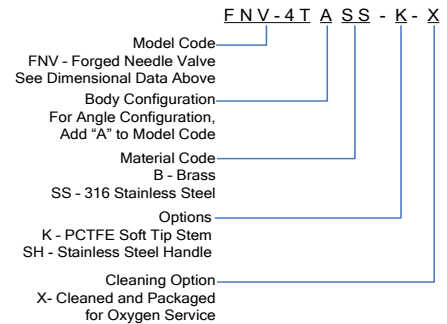 FNV-4TASS-K-X
Model Code
FNV - Forged Needle Valve
See Dimensional Data Above
Body Configuration
For Angle Configuration,
Add “A” to Model Code
Material Code
B - Brass
SS - 316 Stainless Steel
Options
K - PCTFE Soft Tip Stem
SH - Stainless Steel Handle
Cleaning Option
X- Cleaned and Packaged
for Oxygen Service